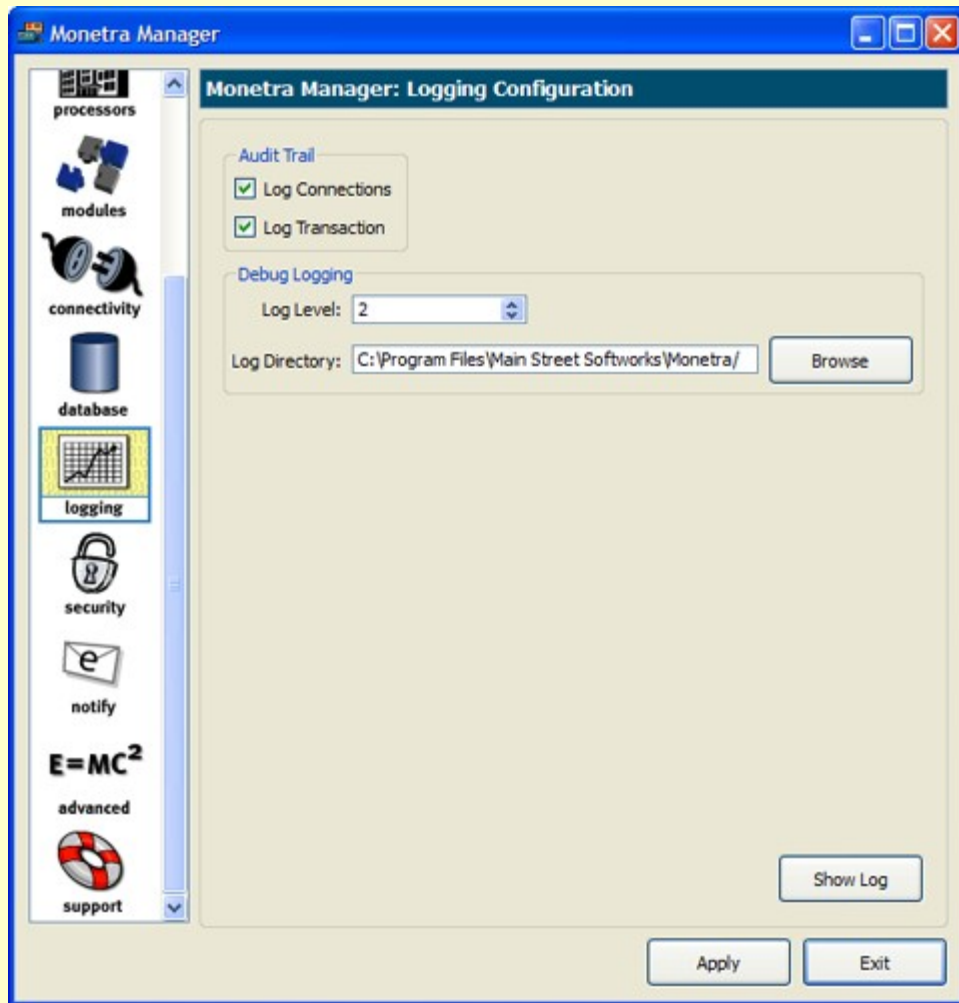 Monetra Manager
processors
modules
connectivity
database
logging
security
e
notify
E=MC²
advanced
support
Monetra Manager: Logging Configuration
Audit Trail
Log Connections
Log Transaction
Debug Logging
Log Level: 2
Log Directory: C:\Program Files\Main Street Softworks\Monetra/ Browse
Show Log
Apply Exit